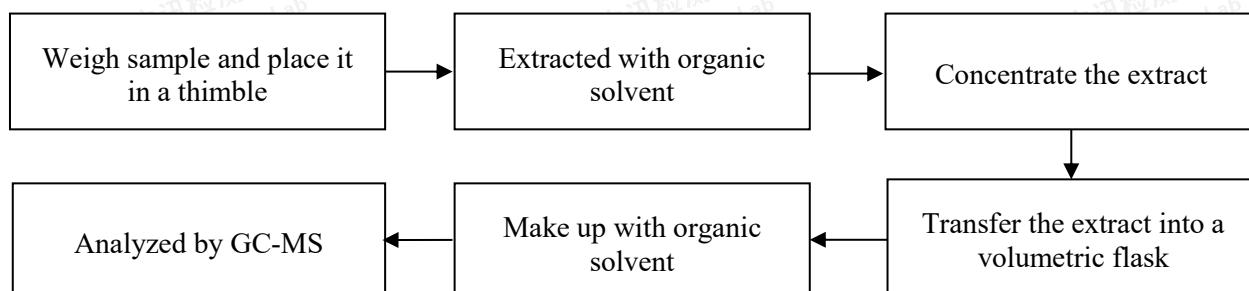 Weigh sample and place it
in a thimble
Extracted with organic
solvent
Concentrate the extract
Transfer the extract into a
volumetric flask
Make up with organic
solvent
Analyzed by GC-MS